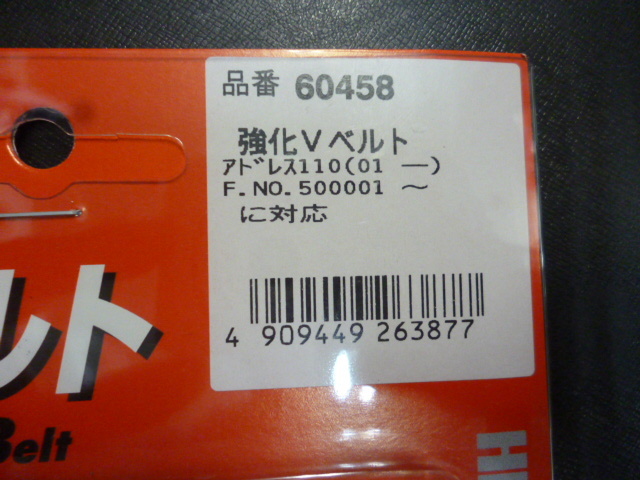 品番 60458
強化Vベルト
アドレス110(01 ―)
F.NO.500001 ～
に対応
4 909449 263877
ルト
Belt